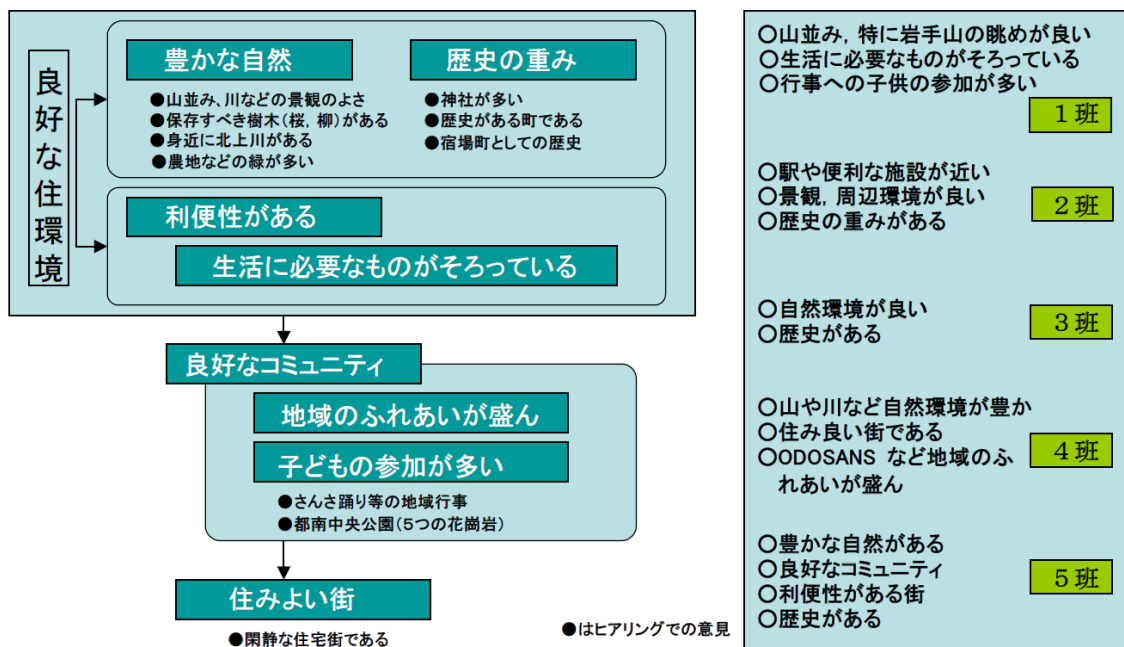 良好な住環境
豊かな自然
●山並み、川などの景観のよさ
●保存すべき樹木(桜, 柳)がある
●身近に北上川がある
●農地などの緑が多い
歴史の重み
●神社が多い
●歴史がある町である
●宿場町としての歴史
利便性がある
生活に必要なものがそろっている
良好なコミュニティ
地域のふれあいが盛ん
子どもの参加が多い
●さんさ踊り等の地域行事
●都南中央公園(5つの花崗岩)
住みよい街
●閑静な住宅街である
●はヒアリングでの意見
○山並み, 特に岩手山の眺めが良い
○生活に必要なものがそろっている
○行事への子供の参加が多い
1班
○駅や便利な施設が近い
○景観, 周辺環境が良い
○歴史の重みがある
2班
○自然環境が良い
○歴史がある
3班
○山や川など自然環境が豊か
○住み良い街である
○ODOSANS など地域のふ
れあいが盛ん
4班
○豊かな自然がある
○良好なコミュニティ
○利便性がある街
○歴史がある
5班